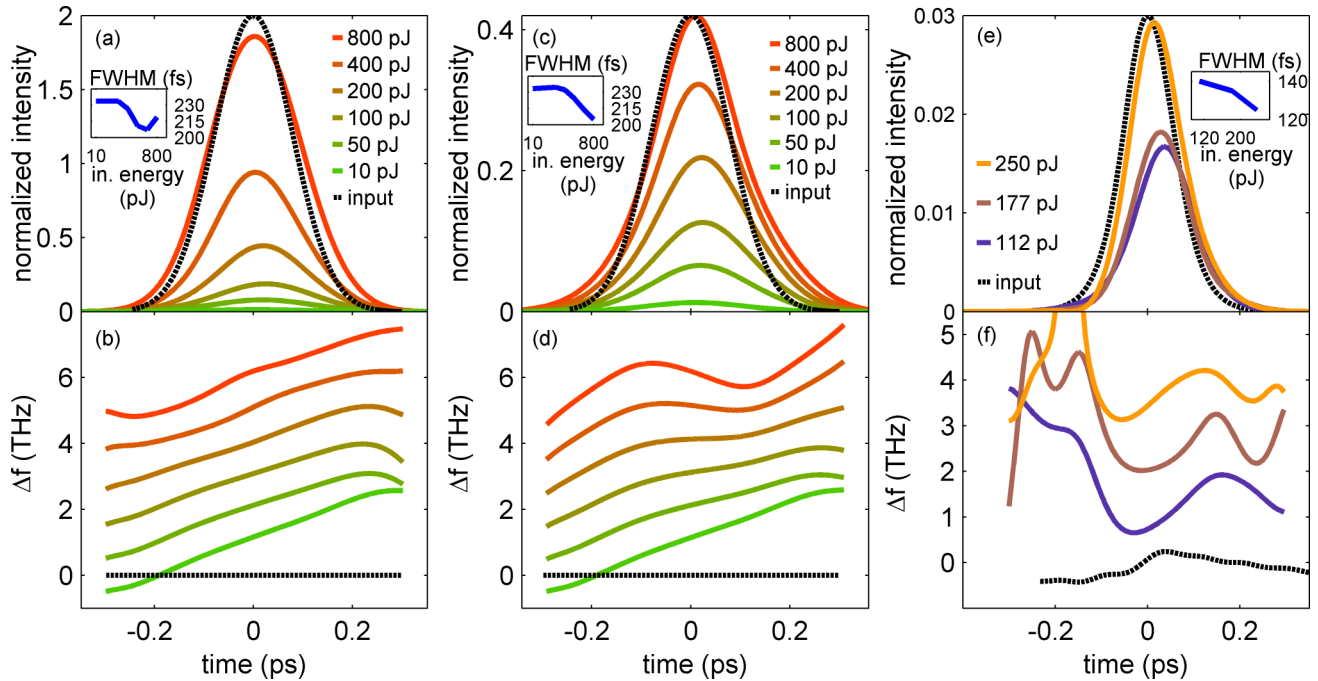 (a)
normalized intensity
2
1.5
1
0.5
0
800 pJ
400 pJ
200 pJ
100 pJ
50 pJ
10 pJ
input
FWHM (fs)
230
215
200
10 800
in. energy
(pJ)
(b)
Δf (THz)
6
4
2
0
-0.2 0 0.2
time (ps)
(c)
normalized intensity
0.4
0.2
0
800 pJ
400 pJ
200 pJ
100 pJ
50 pJ
10 pJ
input
FWHM (fs)
230
215
200
10 800
in. energy
(pJ)
(d)
Δf (THz)
6
4
2
0
-0.2 0 0.2
time (ps)
(e)
normalized intensity
0.03
0.02
0.01
0
FWHM (fs)
140
120
120 200
in. energy
(pJ)
250 pJ
177 pJ
112 pJ
input
(f)
Δf (THz)
5
4
3
2
1
0
-0.2 0 0.2
time (ps)